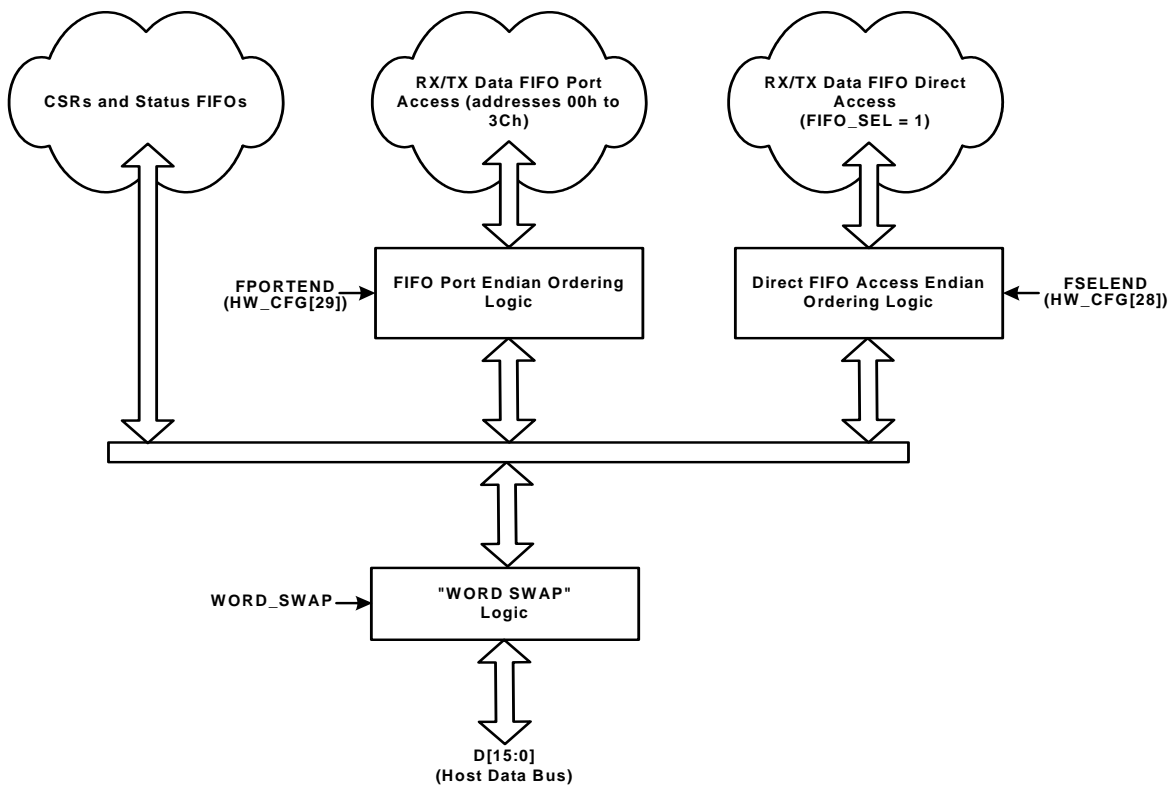 CSRs and Status FIFOs
RX/TX Data FIFO Port
Access (addresses 00h to
3Ch)
RX/TX Data FIFO Direct
Access
(FIFO_SEL = 1)
FPORTEND
(HW_CFG[29])
FIFO Port Endian Ordering
Logic
Direct FIFO Access Endian
Ordering Logic
FSELEND
(HW_CFG[28])
WORD_SWAP
"WORD SWAP"
Logic
D[15:0]
(Host Data Bus)